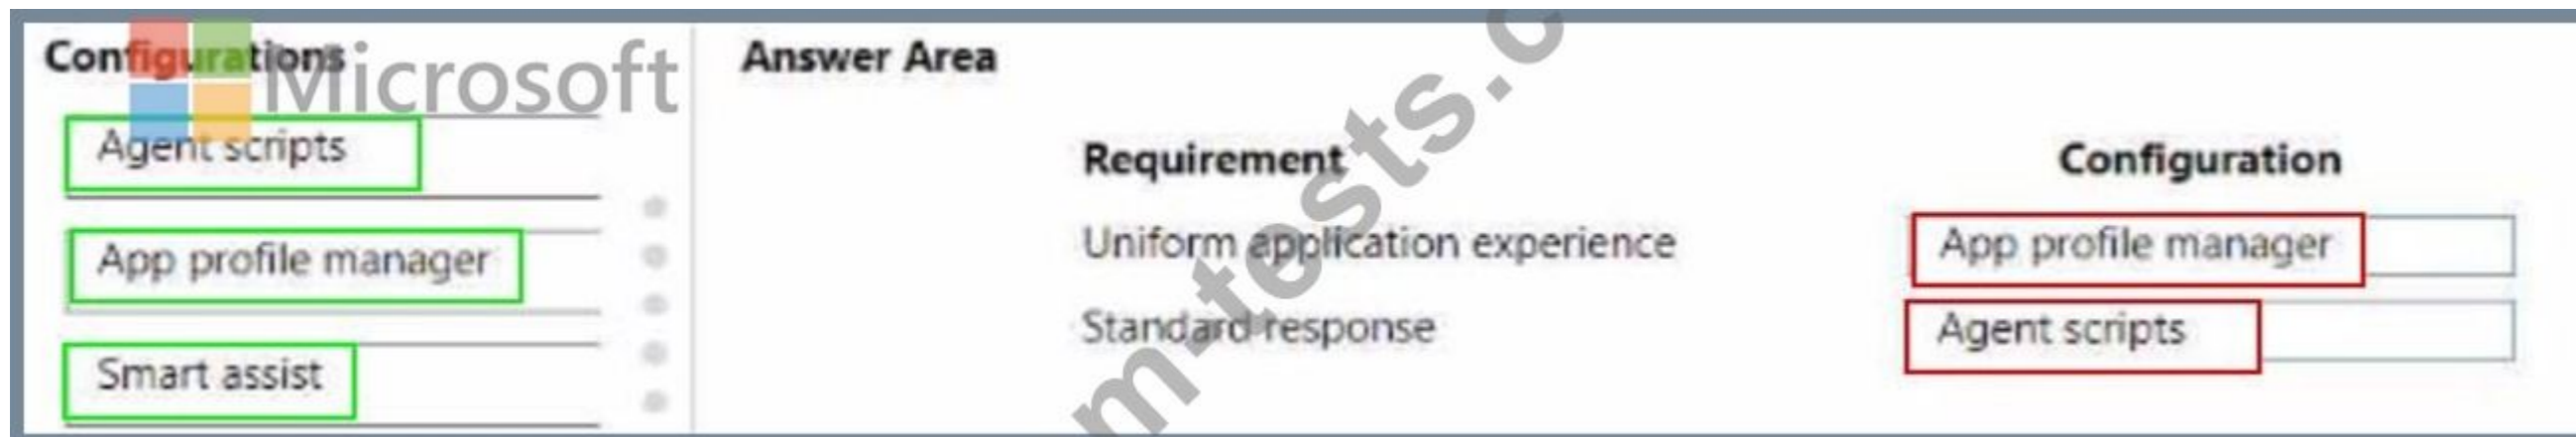 Configurations
Microsoft
Agent scripts
App profile manager
Smart assist
Answer Area
Requirement
Configuration
Uniform application experience
App profile manager
Standard response
Agent scripts
m-tests.c